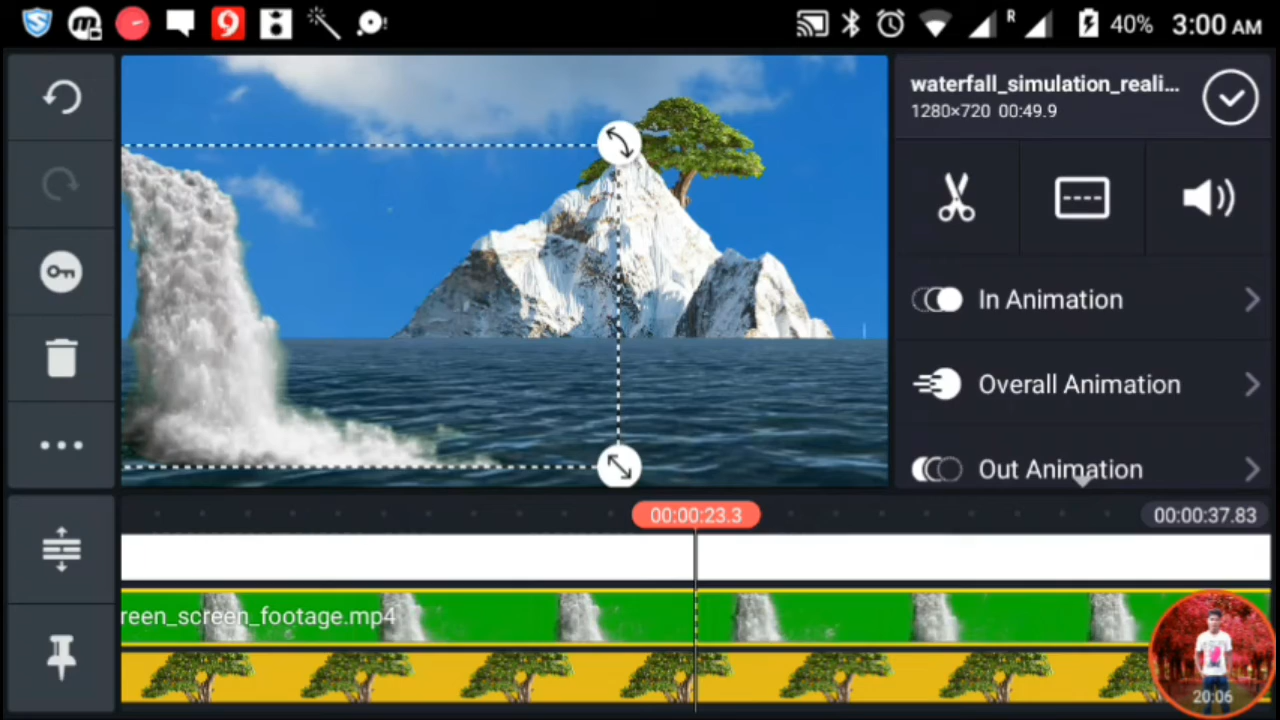 R 40% 3:00 AM
waterfall_simulation_reali...
1280×720 00:49.9
In Animation
Overall Animation
Out Animation
00:00:23.3
00:00:37.83
reen_screen_footage.mp4
20:06